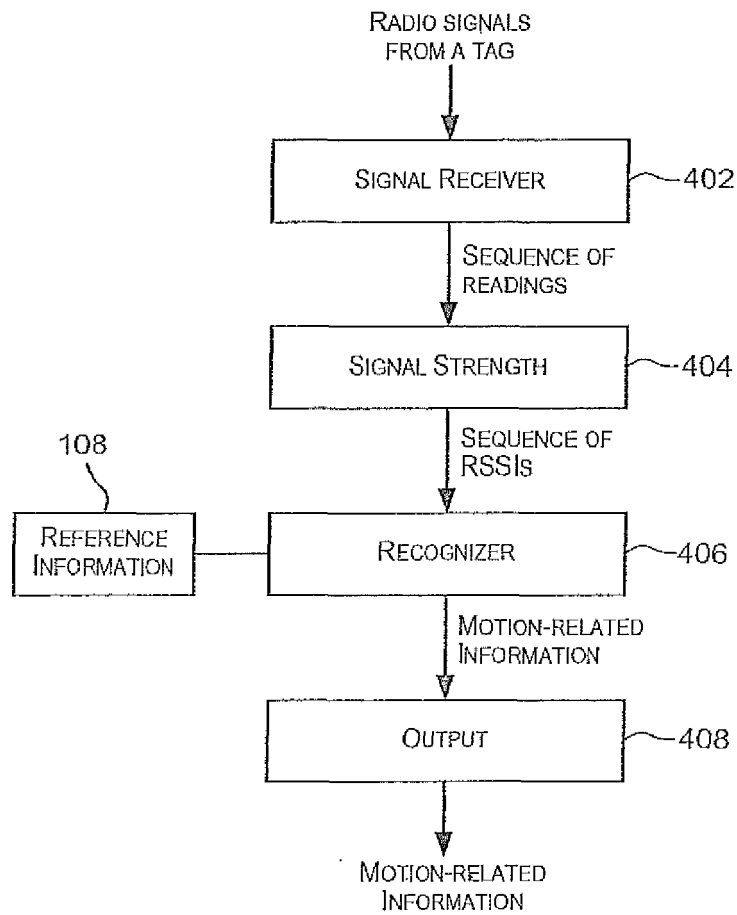 RADIO SIGNALS
FROM A TAG
SIGNAL RECEIVER
402
SEQUENCE OF
READINGS
SIGNAL STRENGTH
404
SEQUENCE OF
RSSIs
108
REFERENCE
INFORMATION
RECOGNIZER
406
MOTION-RELATED
INFORMATION
OUTPUT
408
MOTION-RELATED
INFORMATION